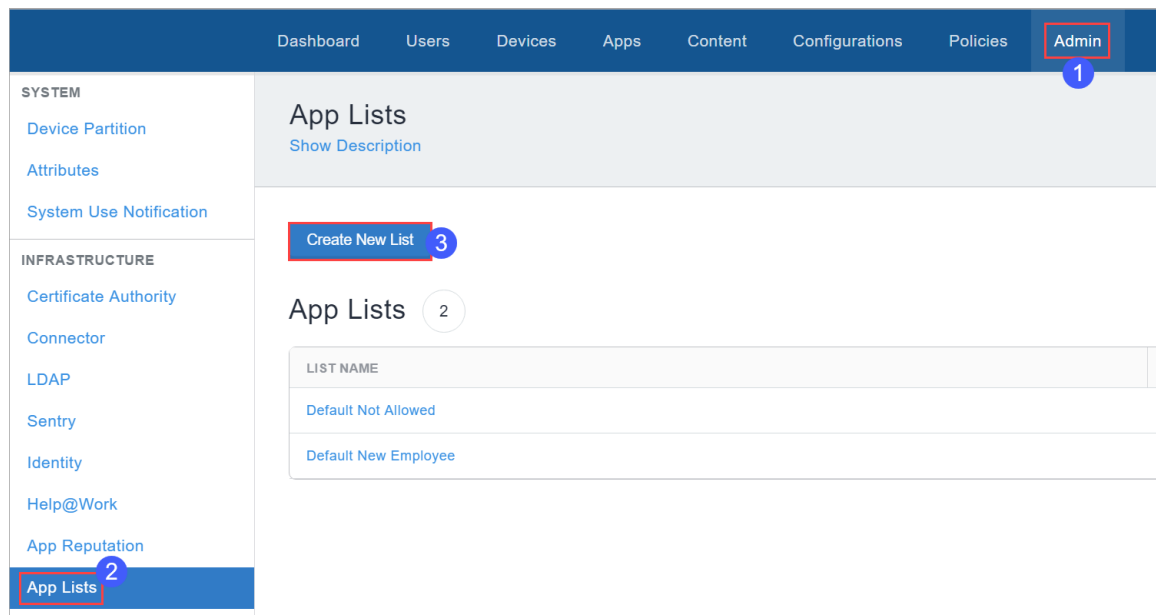 Dashboard Users Devices Apps Content Configurations Policies Admin
1
SYSTEM
Device Partition
Attributes
System Use Notification
INFRASTRUCTURE
Certificate Authority
Connector
LDAP
Sentry
Identity
Help@Work
App Reputation
App Lists
2
App Lists
Show Description
Create New List
3
App Lists 2
LIST NAME
Default Not Allowed
Default New Employee